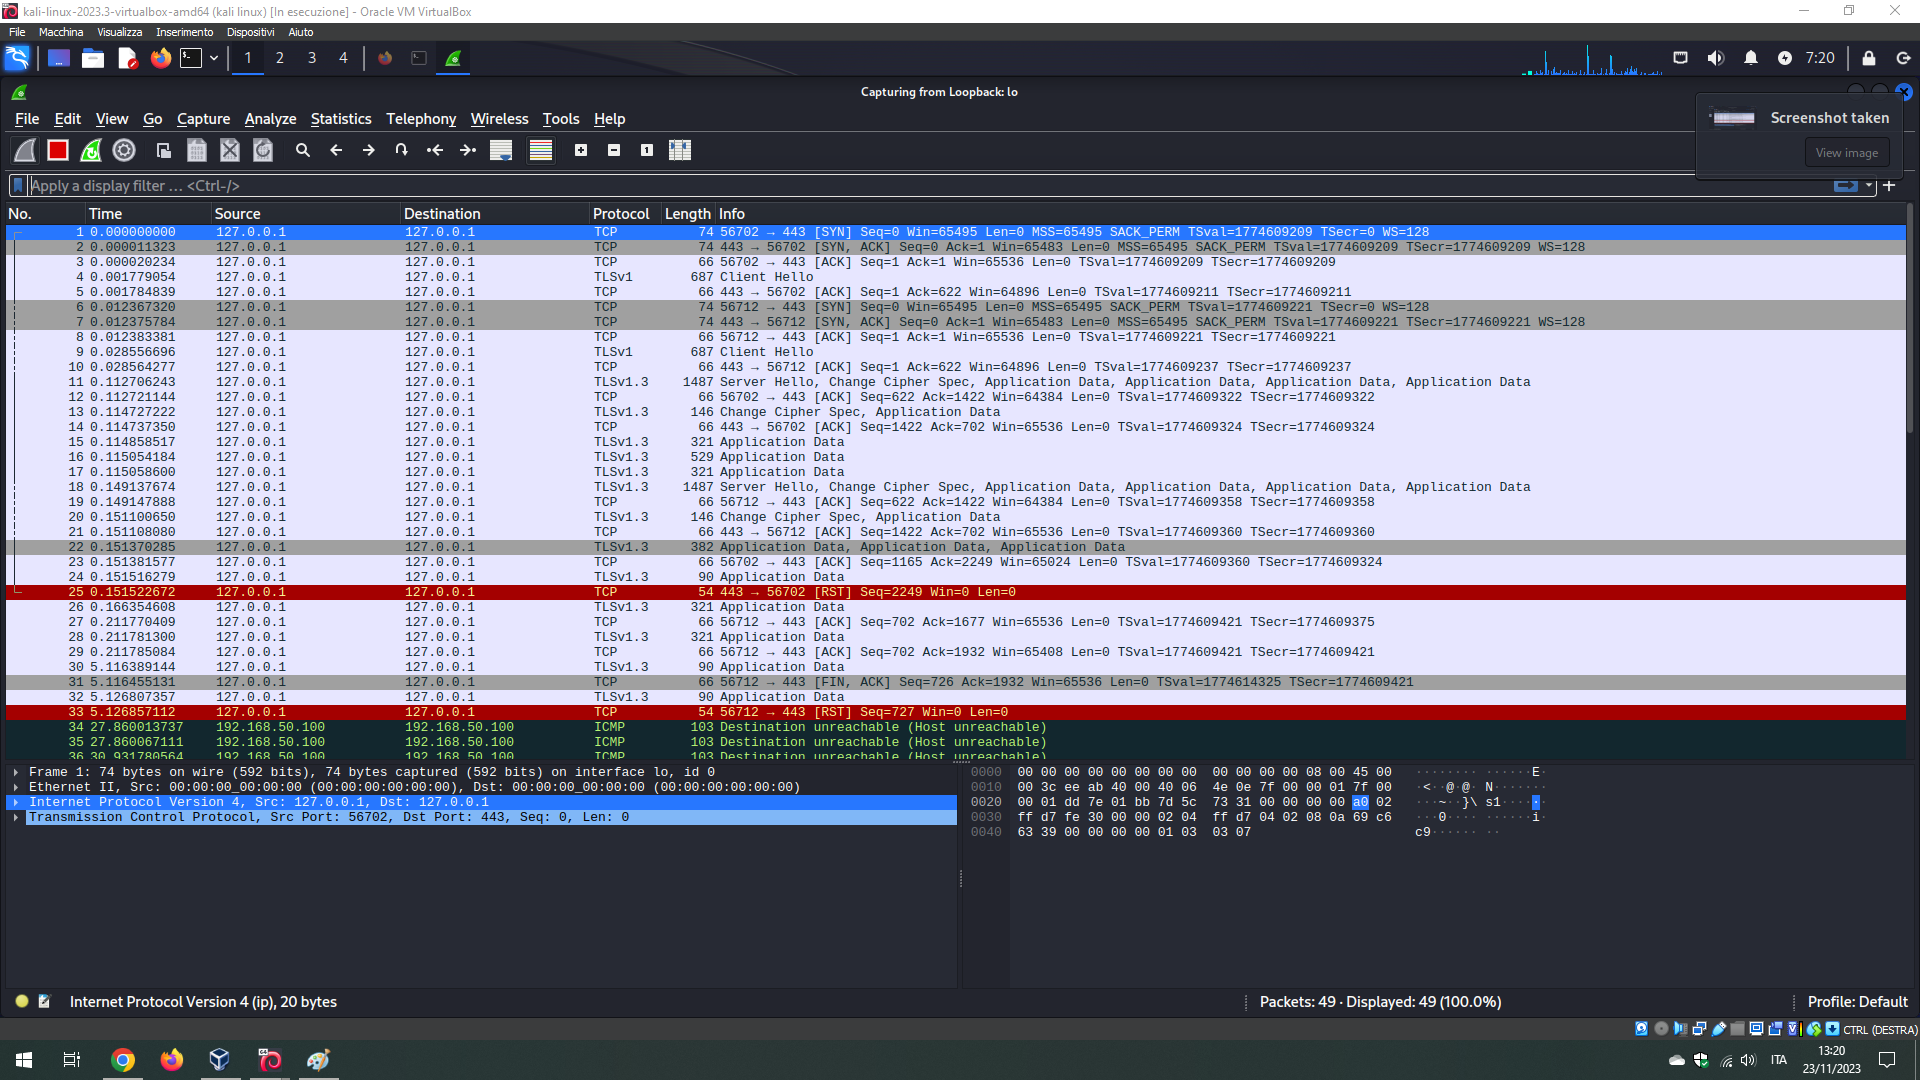 kali-linux-2023.3-virtualbox-amd64 (kali linux) [In esecuzione] - Oracle VM VirtualBox
File Macchina Visualizza Inserimento Dispositivi Aiuto
1 2 3 4 7:20
Capturing from Loopback: lo
File Edit View Go Capture Analyze Statistics Telephony Wireless Tools Help
Screenshot taken
View image
Apply a display filter … <Ctrl-/>
No. Time Source Destination Protocol Length Info
1 0.000000000 127.0.0.1 127.0.0.1 TCP 74 56702 → 443 [SYN] Seq=0 Win=65495 Len=0 MSS=65495 SACK_PERM TSval=1774609209 TSecr=0 WS=128
2 0.000011323 127.0.0.1 127.0.0.1 TCP 74 443 → 56702 [SYN, ACK] Seq=0 Ack=1 Win=65483 Len=0 MSS=65495 SACK_PERM TSval=1774609209 TSecr=1774609209 WS=128
3 0.000020234 127.0.0.1 127.0.0.1 TCP 66 56702 → 443 [ACK] Seq=1 Ack=1 Win=65536 Len=0 TSval=1774609209 TSecr=1774609209
4 0.001779054 127.0.0.1 127.0.0.1 TLSv1 687 Client Hello
5 0.001784839 127.0.0.1 127.0.0.1 TCP 66 443 → 56702 [ACK] Seq=1 Ack=622 Win=64896 Len=0 TSval=1774609211 TSecr=1774609211
6 0.012367320 127.0.0.1 127.0.0.1 TCP 74 56712 → 443 [SYN] Seq=0 Win=65495 Len=0 MSS=65495 SACK_PERM TSval=1774609221 TSecr=0 WS=128
7 0.012375784 127.0.0.1 127.0.0.1 TCP 74 443 → 56712 [SYN, ACK] Seq=0 Ack=1 Win=65483 Len=0 MSS=65495 SACK_PERM TSval=1774609221 TSecr=1774609221 WS=128
8 0.012383381 127.0.0.1 127.0.0.1 TCP 66 56712 → 443 [ACK] Seq=1 Ack=1 Win=65536 Len=0 TSval=1774609221 TSecr=1774609221
9 0.028556696 127.0.0.1 127.0.0.1 TLSv1 687 Client Hello
10 0.028564277 127.0.0.1 127.0.0.1 TCP 66 443 → 56712 [ACK] Seq=1 Ack=622 Win=64896 Len=0 TSval=1774609237 TSecr=1774609237
11 0.112706243 127.0.0.1 127.0.0.1 TLSv1.3 1487 Server Hello, Change Cipher Spec, Application Data, Application Data, Application Data, Application Data
12 0.112721144 127.0.0.1 127.0.0.1 TCP 66 56702 → 443 [ACK] Seq=622 Ack=1422 Win=64384 Len=0 TSval=1774609322 TSecr=1774609322
13 0.114727222 127.0.0.1 127.0.0.1 TLSv1.3 146 Change Cipher Spec, Application Data
14 0.114737350 127.0.0.1 127.0.0.1 TCP 66 443 → 56702 [ACK] Seq=1422 Ack=702 Win=65536 Len=0 TSval=1774609324 TSecr=1774609324
15 0.114858517 127.0.0.1 127.0.0.1 TLSv1.3 321 Application Data
16 0.115054184 127.0.0.1 127.0.0.1 TLSv1.3 529 Application Data
17 0.115058600 127.0.0.1 127.0.0.1 TLSv1.3 321 Application Data
18 0.149137674 127.0.0.1 127.0.0.1 TLSv1.3 1487 Server Hello, Change Cipher Spec, Application Data, Application Data, Application Data, Application Data
19 0.149147888 127.0.0.1 127.0.0.1 TCP 66 56712 → 443 [ACK] Seq=622 Ack=1422 Win=64384 Len=0 TSval=1774609358 TSecr=1774609358
20 0.151100650 127.0.0.1 127.0.0.1 TLSv1.3 146 Change Cipher Spec, Application Data
21 0.151108080 127.0.0.1 127.0.0.1 TCP 66 443 → 56712 [ACK] Seq=1422 Ack=702 Win=65536 Len=0 TSval=1774609360 TSecr=1774609360
22 0.151370285 127.0.0.1 127.0.0.1 TLSv1.3 382 Application Data, Application Data, Application Data
23 0.151381577 127.0.0.1 127.0.0.1 TCP 66 56702 → 443 [ACK] Seq=1165 Ack=2249 Win=65024 Len=0 TSval=1774609360 TSecr=1774609324
24 0.151516279 127.0.0.1 127.0.0.1 TLSv1.3 90 Application Data
25 0.151522672 127.0.0.1 127.0.0.1 TCP 54 443 → 56702 [RST] Seq=2249 Win=0 Len=0
26 0.166354608 127.0.0.1 127.0.0.1 TLSv1.3 321 Application Data
27 0.211770409 127.0.0.1 127.0.0.1 TCP 66 56712 → 443 [ACK] Seq=702 Ack=1677 Win=65536 Len=0 TSval=1774609421 TSecr=1774609375
28 0.211781300 127.0.0.1 127.0.0.1 TLSv1.3 321 Application Data
29 0.211785084 127.0.0.1 127.0.0.1 TCP 66 56712 → 443 [ACK] Seq=702 Ack=1932 Win=65408 Len=0 TSval=1774609421 TSecr=1774609421
30 5.116389144 127.0.0.1 127.0.0.1 TLSv1.3 90 Application Data
31 5.116455131 127.0.0.1 127.0.0.1 TCP 66 56712 → 443 [FIN, ACK] Seq=726 Ack=1932 Win=65536 Len=0 TSval=1774614325 TSecr=1774609421
32 5.126807357 127.0.0.1 127.0.0.1 TLSv1.3 90 Application Data
33 5.126857112 127.0.0.1 127.0.0.1 TCP 54 56712 → 443 [RST] Seq=727 Win=0 Len=0
34 27.860013737 192.168.50.100 192.168.50.100 ICMP 103 Destination unreachable (Host unreachable)
35 27.860067111 192.168.50.100 192.168.50.100 ICMP 103 Destination unreachable (Host unreachable)
36 30.931780564 192.168.50.100 192.168.50.100 ICMP 103 Destination unreachable (Host unreachable)
Frame 1: 74 bytes on wire (592 bits), 74 bytes captured (592 bits) on interface lo, id 0
Ethernet II, Src: 00:00:00_00:00:00 (00:00:00:00:00:00), Dst: 00:00:00_00:00:00 (00:00:00:00:00:00)
Internet Protocol Version 4, Src: 127.0.0.1, Dst: 127.0.0.1
Transmission Control Protocol, Src Port: 56702, Dst Port: 443, Seq: 0, Len: 0
0000 00 00 00 00 00 00 00 00 00 00 00 00 08 00 45 00 ········ ······E·
0010 00 3c ee ab 40 00 40 06 4e 0e 7f 00 00 01 7f 00 ·<··@·@· N·······
0020 00 01 dd 7e 01 bb 7d 5c 73 31 00 00 00 00 a0 02 ···~··}\ s1······
0030 ff d7 fe 30 00 00 02 04 ff d7 04 02 08 0a 69 c6 ···0···· ······i·
0040 63 39 00 00 00 00 01 03 03 07 c9······ ··
Internet Protocol Version 4 (ip), 20 bytes
Packets: 49 · Displayed: 49 (100.0%)
Profile: Default
CTRL (DESTRA)
ITA
13:20
23/11/2023